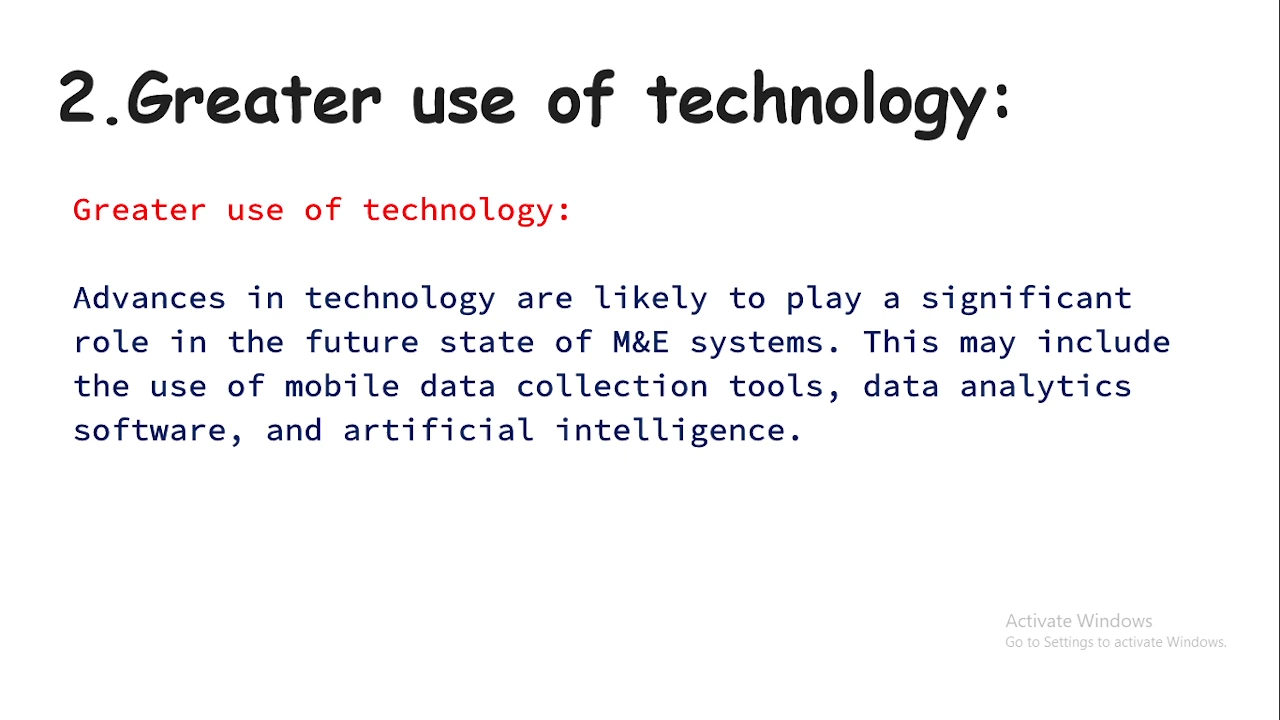 2.Greater use of technology:
Greater use of technology:
Advances in technology are likely to play a significant
role in the future state of M&E systems. This may include
the use of mobile data collection tools, data analytics
software, and artificial intelligence.
Activate Windows
Go to Settings to activate Windows.